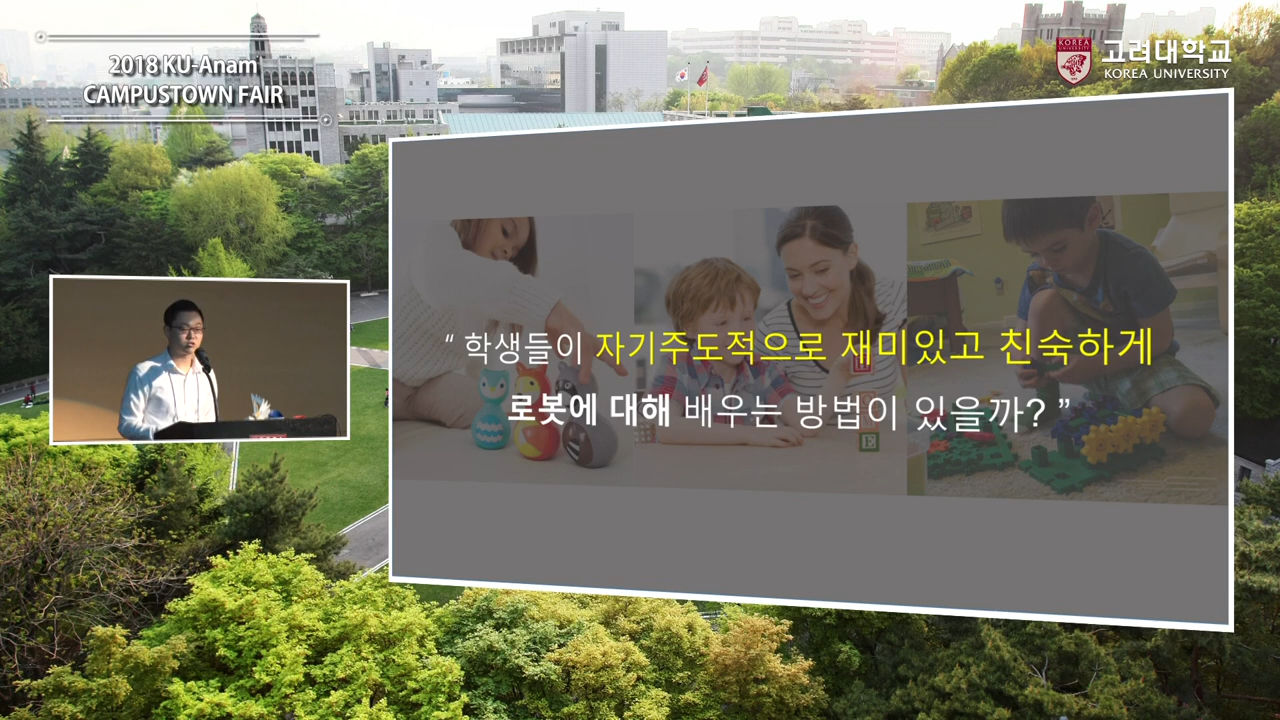 2018 KU-Anam
CAMPUSTOWN FAIR
KOREA
UNIVERSITY
고려대학교
KOREA UNIVERSITY
“ 학생들이 자기주도적으로 재미있고 친숙하게
로봇에 대해 배우는 방법이 있을까? ”
E